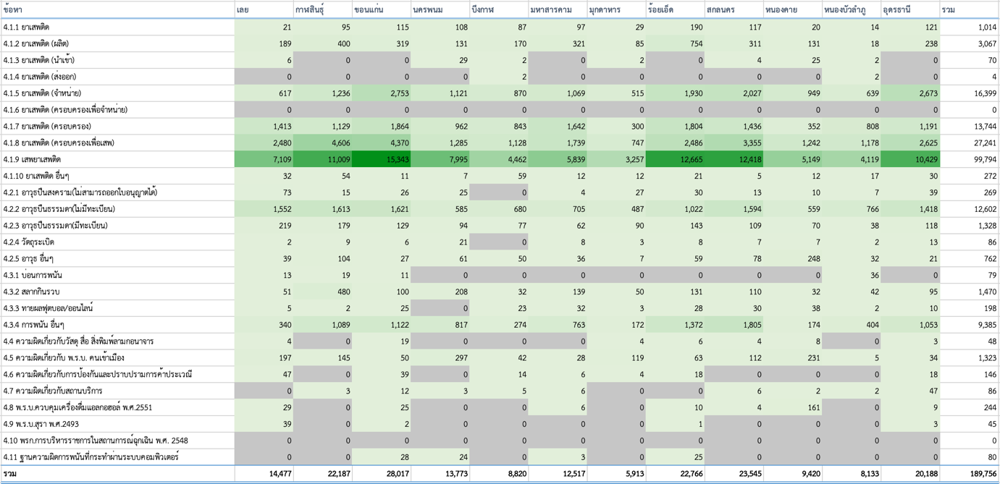 ข้อหา เลย กาฬสินธุ์ ขอนแก่น นครพนม บึงกาฬ มหาสารคาม มุกดาหาร ร้อยเอ็ด สกลนคร หนองคาย หนองบัวลำภู อุดรธานี รวม
4.1.1 ยาเสพติด 21 95 115 108 87 97 29 190 117 20 14 121 1,014
4.1.2 ยาเสพติด (ผลิต) 189 400 319 131 170 321 85 754 311 131 18 238 3,067
4.1.3 ยาเสพติด (นำเข้า) 6 0 0 29 2 0 2 0 4 25 2 0 70
4.1.4 ยาเสพติด (ส่งออก) 0 0 0 0 2 0 0 0 0 0 2 0 4
4.1.5 ยาเสพติด (จำหน่าย) 617 1,236 2,753 1,121 870 1,069 515 1,930 2,027 949 639 2,673 16,399
4.1.6 ยาเสพติด (ครอบครองเพื่อจำหน่าย) 0 0 0 0 0 0 0 0 0 0 0 0 0
4.1.7 ยาเสพติด (ครอบครอง) 1,413 1,129 1,864 962 843 1,642 300 1,804 1,436 352 808 1,191 13,744
4.1.8 ยาเสพติด (ครอบครองเพื่อเสพ) 2,480 4,606 4,370 1,285 1,128 1,739 747 2,486 3,355 1,242 1,178 2,625 27,241
4.1.9 เสพยาเสพติด 7,109 11,009 15,343 7,995 4,462 5,839 3,257 12,665 12,418 5,149 4,119 10,429 99,794
4.1.10 ยาเสพติด อื่นๆ 32 54 11 7 59 12 12 21 5 12 17 30 272
4.2.1 อาวุธปืนสงคราม(ไม่สามารถออกใบอนุญาตได้) 73 15 26 25 0 4 27 30 13 10 7 39 269
4.2.2 อาวุธปืนธรรมดา(ไม่มีทะเบียน) 1,552 1,613 1,621 585 680 705 487 1,022 1,594 559 766 1,418 12,602
4.2.3 อาวุธปืนธรรมดา(มีทะเบียน) 219 179 129 94 77 62 90 143 109 70 38 118 1,328
4.2.4 วัตถุระเบิด 2 9 6 21 0 8 3 8 7 7 2 13 86
4.2.5 อาวุธ อื่นๆ 39 104 27 61 50 36 7 59 78 248 32 21 762
4.3.1 บ่อนการพนัน 13 19 11 0 0 0 0 0 0 0 36 0 79
4.3.2 สลากกินรวบ 51 480 100 208 32 139 50 131 110 32 42 95 1,470
4.3.3 ทายผลฟุตบอล/ออนไลน์ 5 2 25 0 23 32 3 28 30 38 2 10 198
4.3.4 การพนัน อื่นๆ 340 1,089 1,122 817 274 763 172 1,372 1,805 174 404 1,053 9,385
4.4 ความผิดเกี่ยวกับวัสดุ สื่อ สิ่งพิมพ์ลามกอนาจาร 4 0 19 0 0 0 4 6 4 8 0 3 48
4.5 ความผิดเกี่ยวกับ พ.ร.บ. คนเข้าเมือง 197 145 50 297 42 28 119 63 112 231 5 34 1,323
4.6 ความผิดเกี่ยวกับการป้องกันและปราบปรามการค้าประเวณี 47 0 39 0 14 6 4 18 0 0 0 18 146
4.7 ความผิดเกี่ยวกับสถานบริการ 0 3 12 3 5 6 0 0 6 2 2 47 86
4.8 พ.ร.บ.ควบคุมเครื่องดื่มแอลกอฮอล์ พ.ศ.2551 29 0 25 0 0 6 0 10 4 161 0 9 244
4.9 พ.ร.บ.สุรา พ.ศ.2493 39 0 2 0 0 0 0 1 0 0 0 3 45
4.10 พรก.การบริหารราชการในสถานการณ์ฉุกเฉิน พ.ศ. 2548 0 0 0 0 0 0 0 0 0 0 0 0 0
4.11 ฐานความผิดการพนันที่กระทำผ่านระบบคอมพิวเตอร์ 0 0 28 24 0 3 0 25 0 0 0 0 80
รวม 14,477 22,187 28,017 13,773 8,820 12,517 5,913 22,766 23,545 9,420 8,133 20,188 189,756